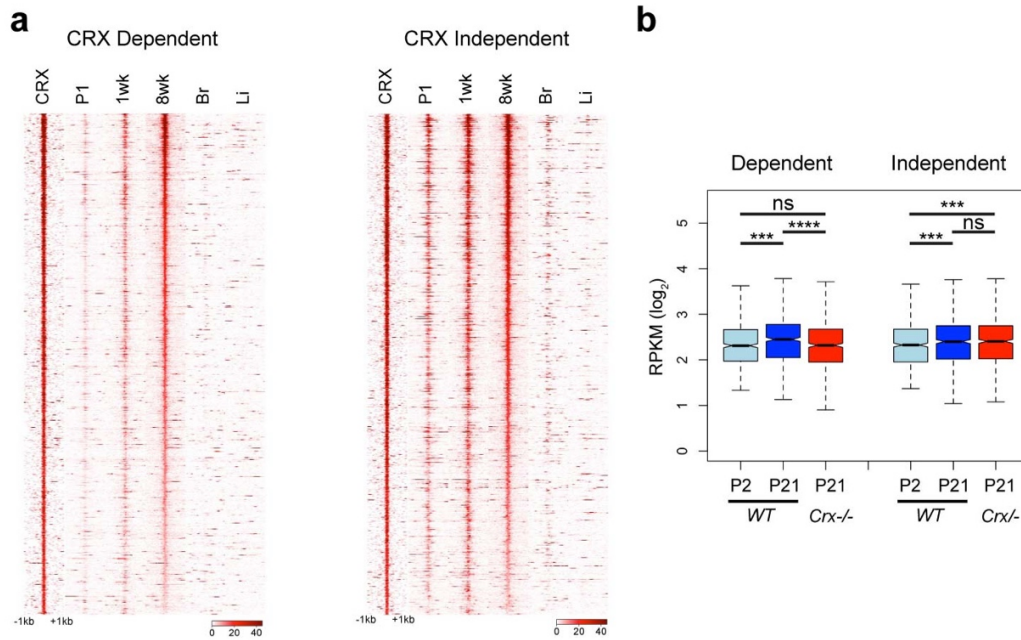 a
CRX Dependent
CRX P1 1wk 8wk Br Li
-1kb +1kb
0 20 40
CRX Independent
CRX P1 1wk 8wk Br Li
-1kb +1kb
0 20 40
b
Dependent Independent
ns ***
*** **** *** ns
RPKM (log2)
5
4
3
2
1
0
P2 P21 P21 P2 P21 P21
WT Crx-/- WT Crx/-